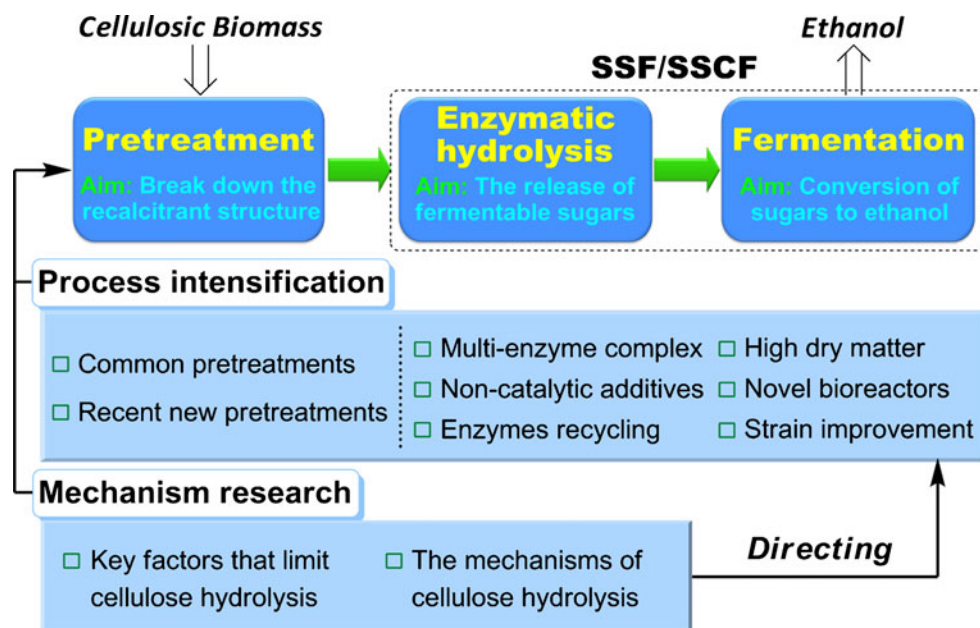 Cellulosic Biomass
Ethanol
SSF/SSCF
Pretreatment
Aim: Break down the
recalcitrant structure
Enzymatic
hydrolysis
Aim: The release of
fermentable sugars
Fermentation
Aim: Conversion of
sugars to ethanol
Process intensification
Common pretreatments
Recent new pretreatments
Multi-enzyme complex
Non-catalytic additives
Enzymes recycling
High dry matter
Novel bioreactors
Strain improvement
Mechanism research
Key factors that limit
cellulose hydrolysis
The mechanisms of
cellulose hydrolysis
Directing